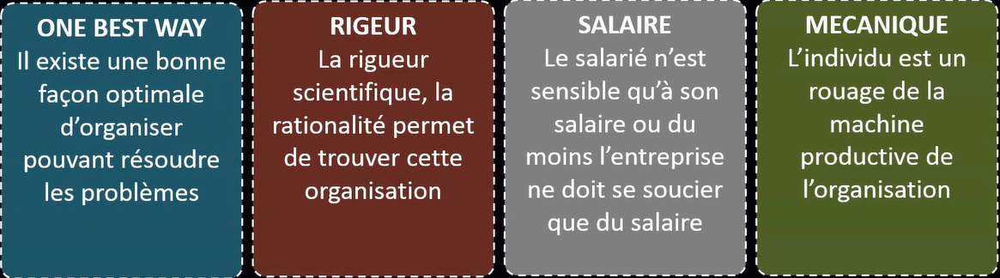 ONE BEST WAY
Il existe une bonne
façon optimale
d’organiser
pouvant résoudre
les problèmes
RIGEUR
La rigueur
scientifique, la
rationalité permet
de trouver cette
organisation
SALAIRE
Le salarié n’est
sensible qu’à son
salaire ou du
moins l’entreprise
ne doit se soucier
que du salaire
MECANIQUE
L’individu est un
rouage de la
machine
productive de
l’organisation